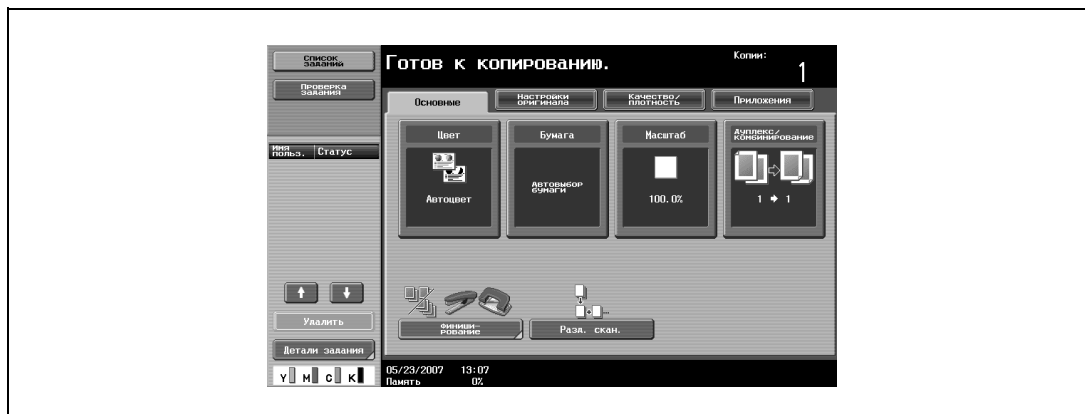 Список
заданий
Проверка
задания
Имя
польз.
Статус
Удалить
Детали задания
Y M C K
Готов к копированию.
Копии:
1
Основные
Настройки
оригинала
Качество/
плотность
Приложения
Цвет
Автоцвет
Бумага
Автовыбор
бумаги
Масштаб
100.0%
Дуплекс/
комбинирование
1 → 1
Финиши-
рование
Разд. скан.
05/23/2007 13:07
Память 0%